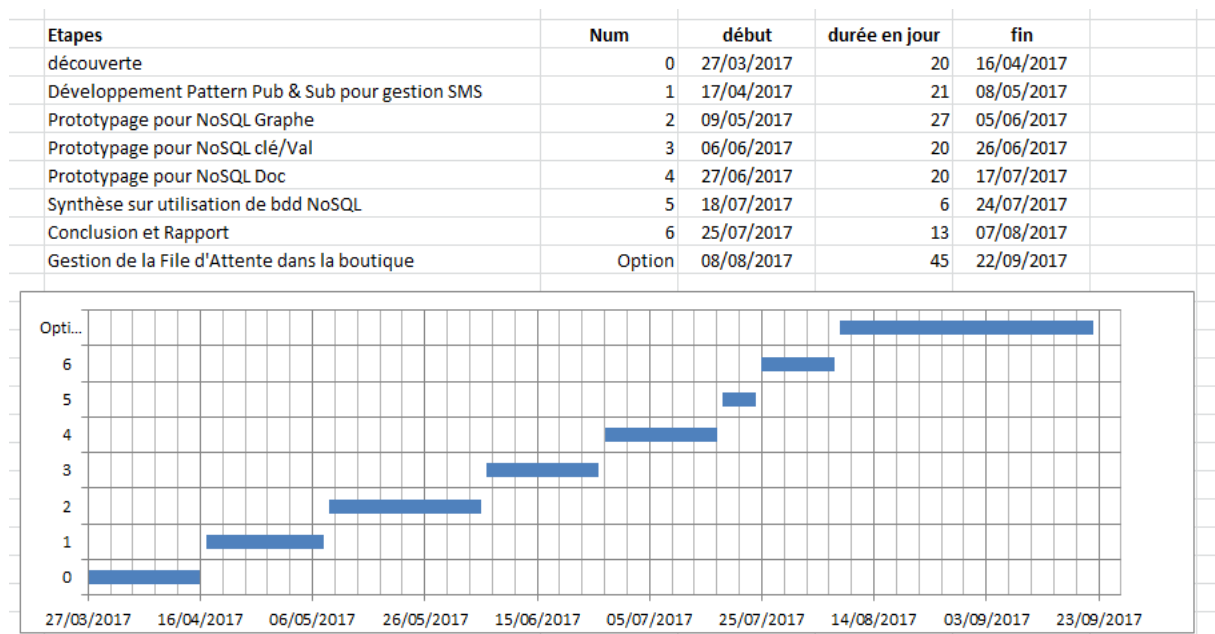 Etapes Num début durée en jour fin
découverte 0 27/03/2017 20 16/04/2017
Développement Pattern Pub & Sub pour gestion SMS 1 17/04/2017 21 08/05/2017
Prototypage pour NoSQL Graphe 2 09/05/2017 27 05/06/2017
Prototypage pour NoSQL clé/Val 3 06/06/2017 20 26/06/2017
Prototypage pour NoSQL Doc 4 27/06/2017 20 17/07/2017
Synthèse sur utilisation de bdd NoSQL 5 18/07/2017 6 24/07/2017
Conclusion et Rapport 6 25/07/2017 13 07/08/2017
Gestion de la File d'Attente dans la boutique Option 08/08/2017 45 22/09/2017
Opti...
6
5
4
3
2
1
0
27/03/2017 16/04/2017 06/05/2017 26/05/2017 15/06/2017 05/07/2017 25/07/2017 14/08/2017 03/09/2017 23/09/2017